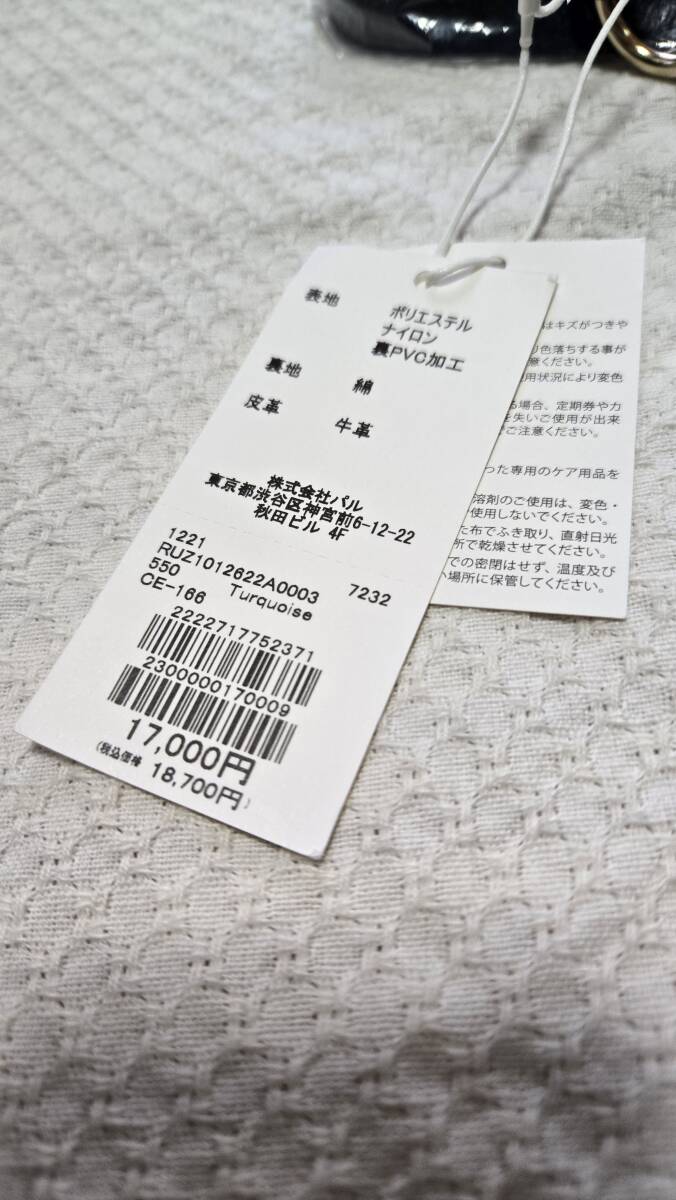 表地 ポリエステル
ナイロン
裏PVC加工
裏地 綿
皮革 牛革
株式会社パル
東京都渋谷区神宮前6-12-22
秋田ビル 4F
1221
RUZ1012622A0003 7232
550 Turquoise
CE-166
2222717752371
2300000170009
17,000円
(税込価格 18,700円)
はキズがつきや
り色落ちする事が
意ください。
用状況により変色
る場合、定期券やカ
を失いご使用が出来
ご注意ください。
った専用のケア用品を
溶剤のご使用は、変色・
使用しないでください。
た布でふき取り、直射日光
所で乾燥させてください。
での密閉はせず、温度及び
い場所に保管してください。